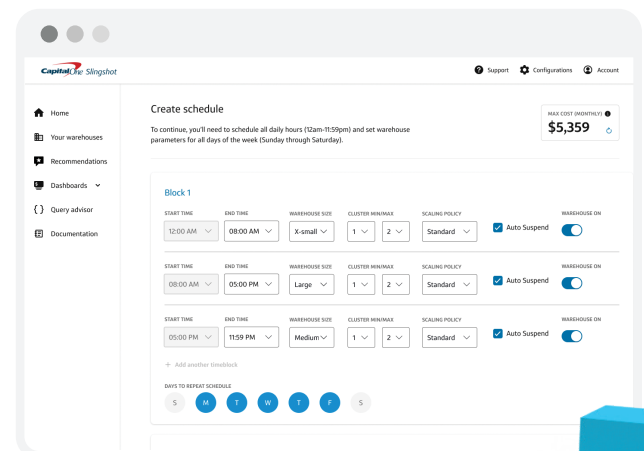 CapitalOne Slingshot
Support
Configurations
Account
Home
Your warehouses
Recommendations
Dashboards
Query advisor
Documentation
Create schedule
To continue, you'll need to schedule all daily hours (12am-11:59pm) and set warehouse
parameters for all days of the week (Sunday through Saturday).
MAX COST (MONTHLY)
$5,359
Block 1
START TIME END TIME WAREHOUSE SIZE CLUSTER MIN/MAX SCALING POLICY WAREHOUSE ON
12:00 AM 08:00 AM X-small 1 2 Standard Auto Suspend
START TIME END TIME WAREHOUSE SIZE CLUSTER MIN/MAX SCALING POLICY WAREHOUSE ON
08:00 AM 05:00 PM Large 1 2 Standard Auto Suspend
START TIME END TIME WAREHOUSE SIZE CLUSTER MIN/MAX SCALING POLICY WAREHOUSE ON
05:00 PM 11:59 PM Medium 1 2 Standard Auto Suspend
+ Add another timeblock
DAYS TO REPEAT SCHEDULE
S M T W T F S